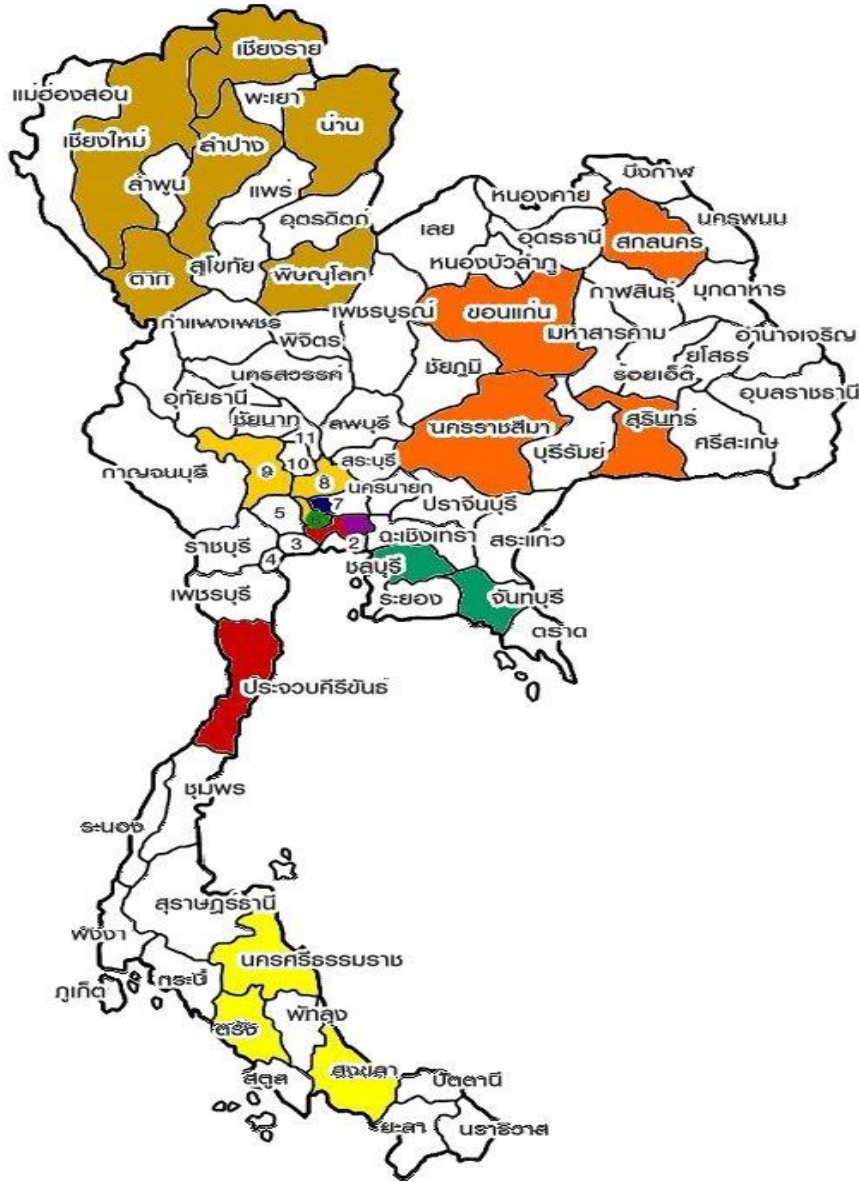 เชียงราย
แม่ฮ่องสอน
พะเยา
น่าน
เชียงใหม่
ลำปาง
ลำพูน
แพร่
อุตรดิตถ์
ตาก
สุโขทัย
พิษณุโลก
บึงกาฬ
หนองคาย
นครพนม
เลย
อุดรธานี
สกลนคร
หนองบัวลำภู
กาฬสินธุ์
มุกดาหาร
เพชรบูรณ์
ขอนแก่น
กำแพงเพชร
พิจิตร
มหาสารคาม
อำนาจเจริญ
ยโสธร
ชัยภูมิ
ร้อยเอ็ด
นครสวรรค์
อุทัยธานี
อุบลราชธานี
ชัยนาท
ลพบุรี
นครราชสีมา
สุรินทร์
บุรีรัมย์
ศรีสะเกษ
11
สระบุรี
กาญจนบุรี
9
10
8
นครนายก
ปราจีนบุรี
5
7
6
ราชบุรี
3
2
ฉะเชิงเทรา
สระแก้ว
4
ชลบุรี
เพชรบุรี
ระยอง
จันทบุรี
ตราด
ประจวบคีรีขันธ์
ชุมพร
ระนอง
สุราษฎร์ธานี
พังงา
นครศรีธรรมราช
ภูเก็ต
กระบี่
ตรัง
พัทลุง
สตูล
สงขลา
ปัตตานี
ยะลา
นราธิวาส